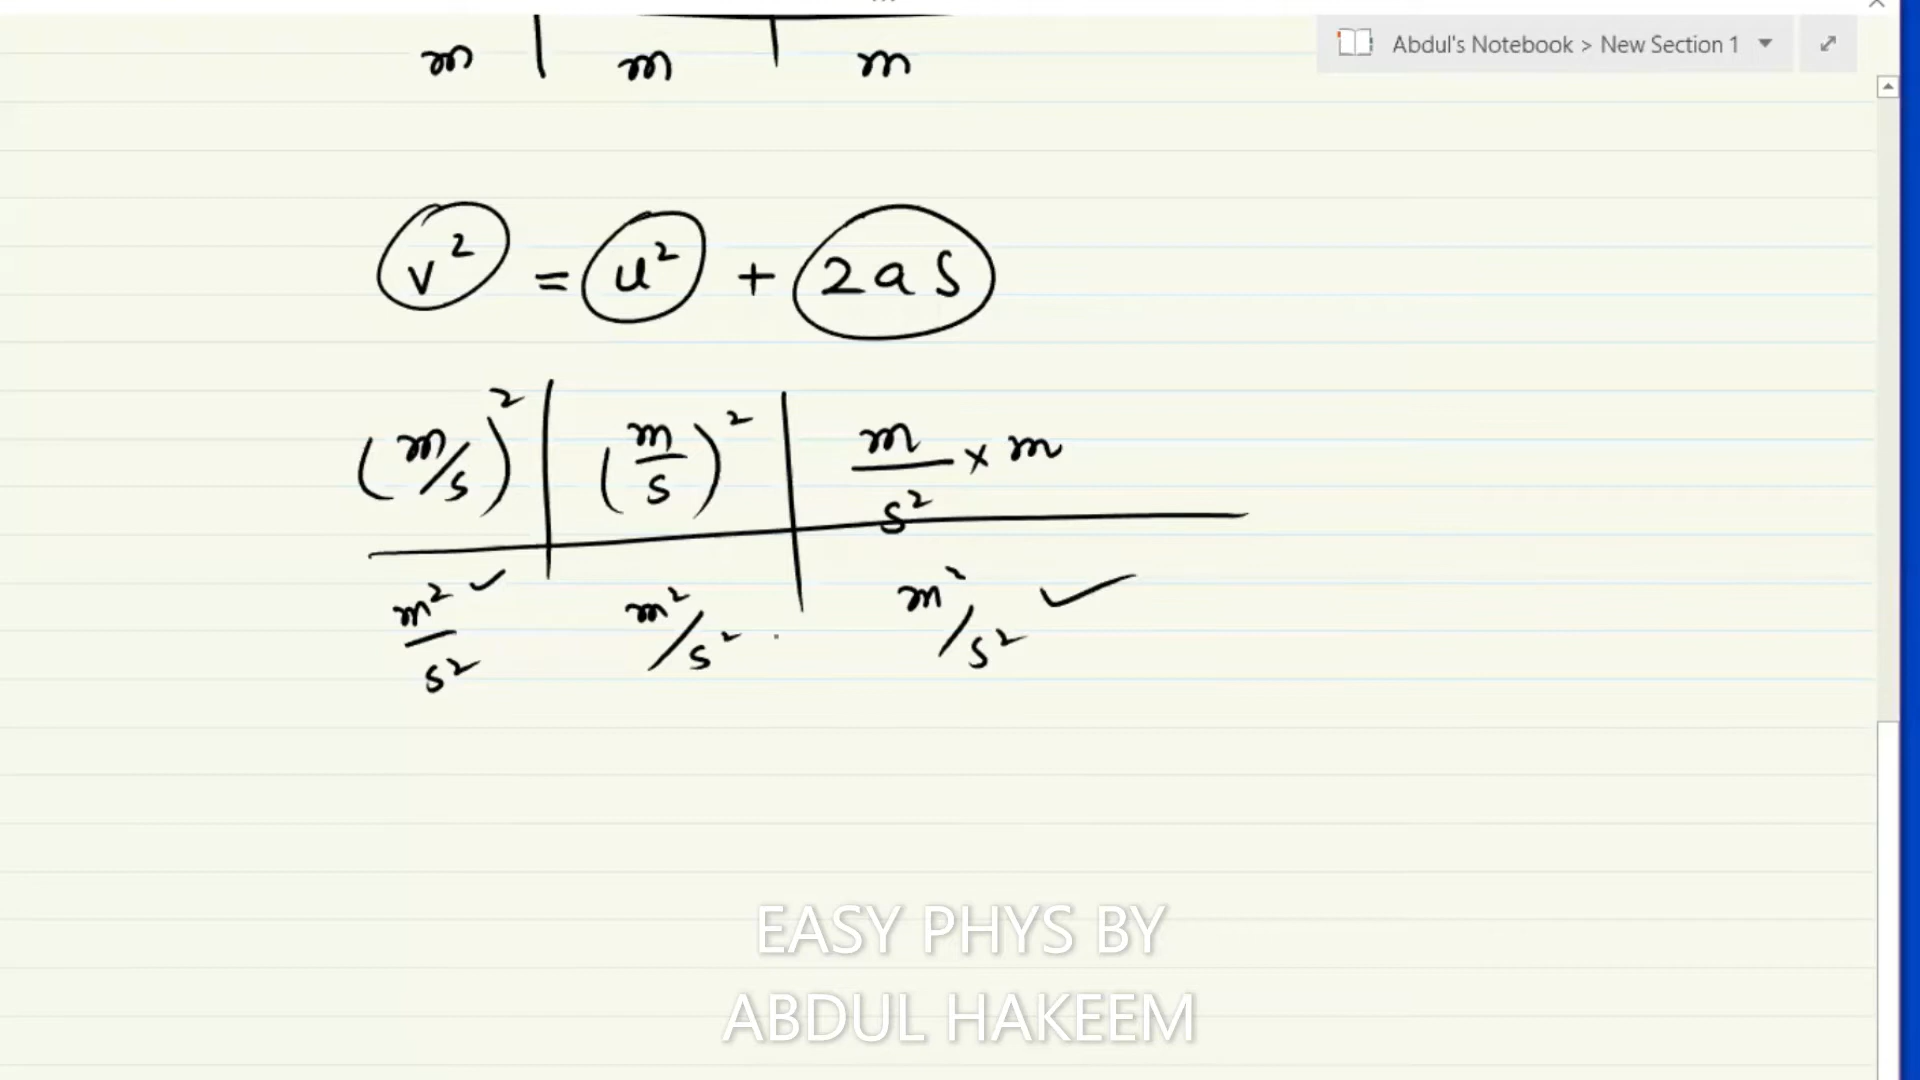 Abdul's Notebook > New Section 1
m | m | m
v² = u² + 2as
(m/s)² | (m/s)² | m/s² × m
m²/s² ✓ | m²/s² | m²/s² ✓
EASY PHYS BY
ABDUL HAKEEM